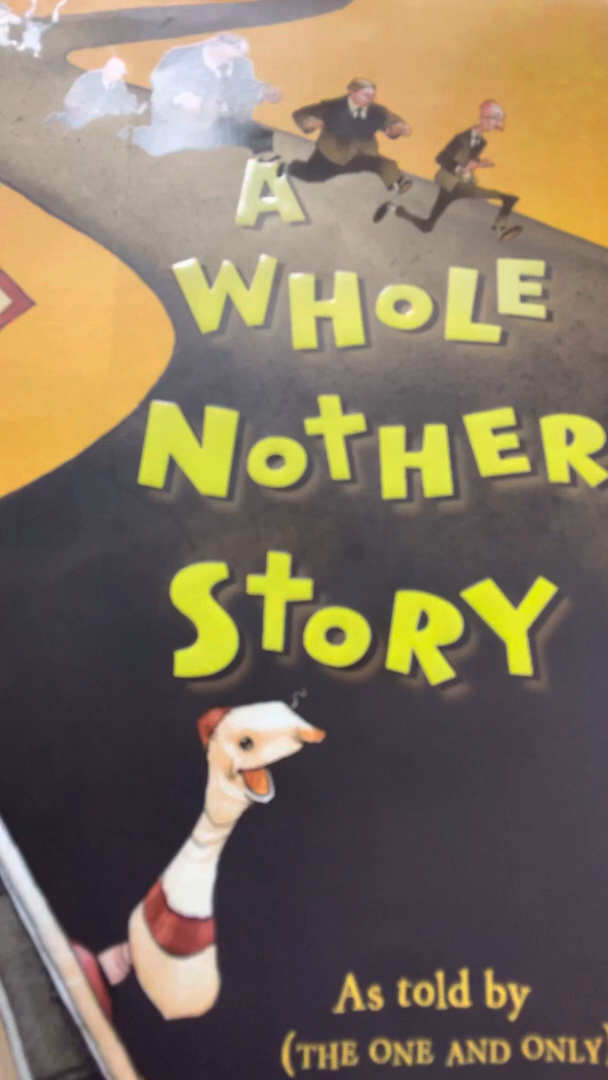 A
WHOLE
NOTHER
STORY
As told by
(THE ONE AND ONLY)